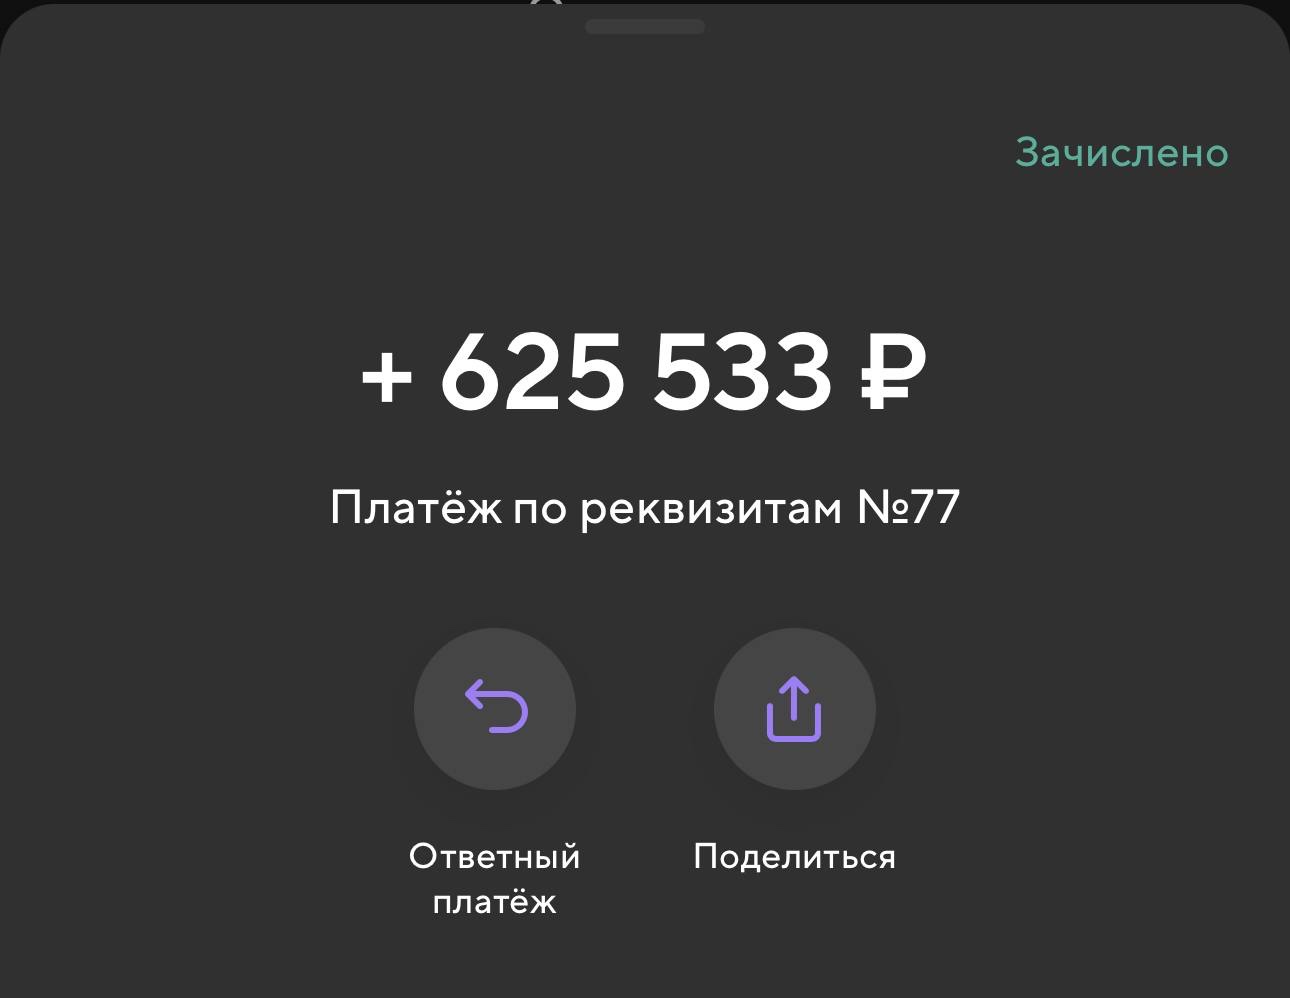 Зачислено
+ 625 533 ₽
Платёж по реквизитам №77
Ответный
платёж
Поделиться